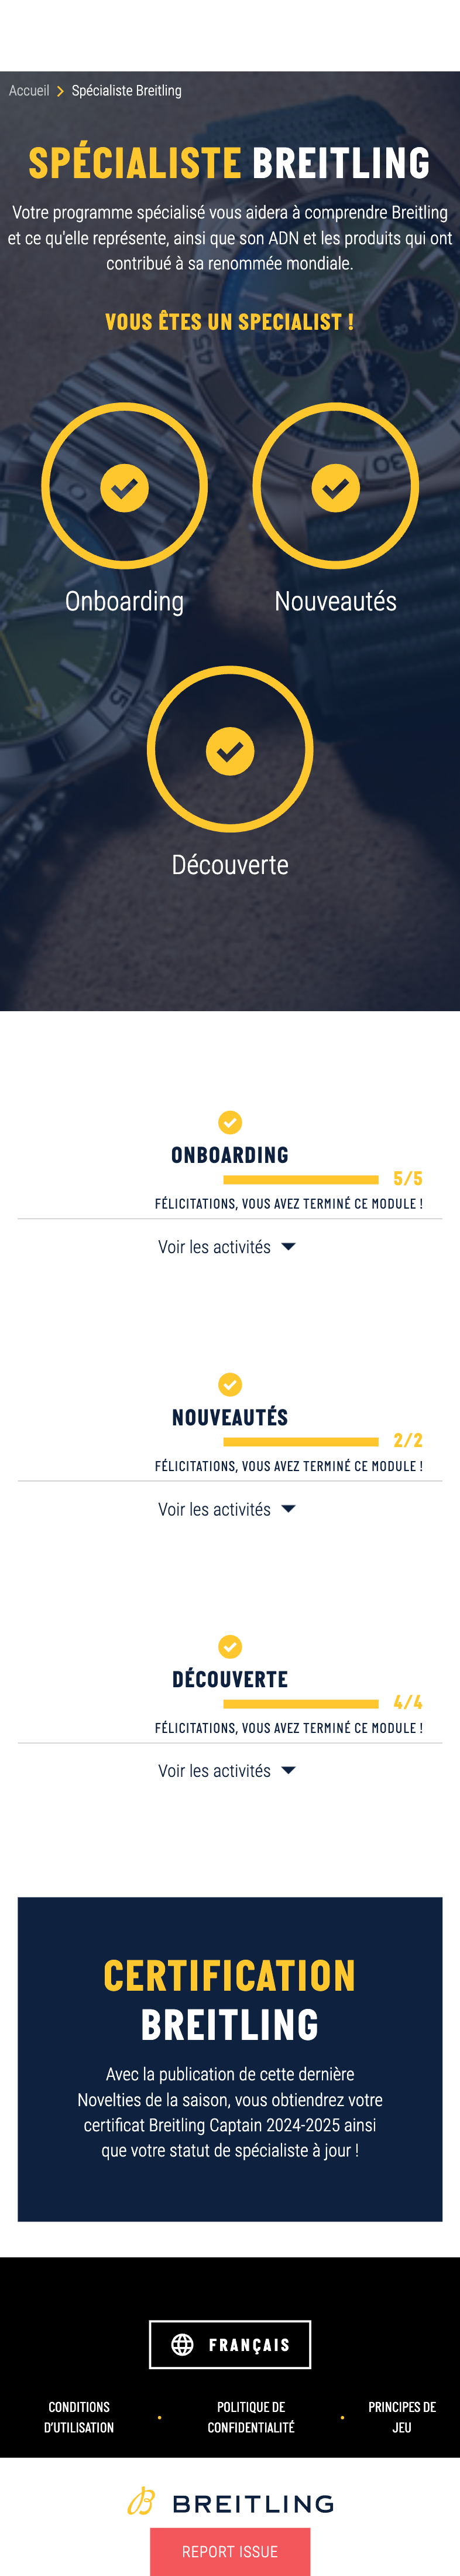 Accueil > Spécialiste Breitling
SPÉCIALISTE BREITLING
Votre programme spécialisé vous aidera à comprendre Breitling
et ce qu'elle représente, ainsi que son ADN et les produits qui ont
contribué à sa renommée mondiale.
VOUS ÊTES UN SPECIALIST !
Onboarding
Nouveautés
Découverte
ONBOARDING
5/5
FÉLICITATIONS, VOUS AVEZ TERMINÉ CE MODULE !
Voir les activités
NOUVEAUTÉS
2/2
FÉLICITATIONS, VOUS AVEZ TERMINÉ CE MODULE !
Voir les activités
DÉCOUVERTE
4/4
FÉLICITATIONS, VOUS AVEZ TERMINÉ CE MODULE !
Voir les activités
CERTIFICATION
BREITLING
Avec la publication de cette dernière
Novelties de la saison, vous obtiendrez votre
certificat Breitling Captain 2024-2025 ainsi
que votre statut de spécialiste à jour !
FRANÇAIS
CONDITIONS
D'UTILISATION
POLITIQUE DE
CONFIDENTIALITÉ
PRINCIPES DE
JEU
BREITLING
REPORT ISSUE